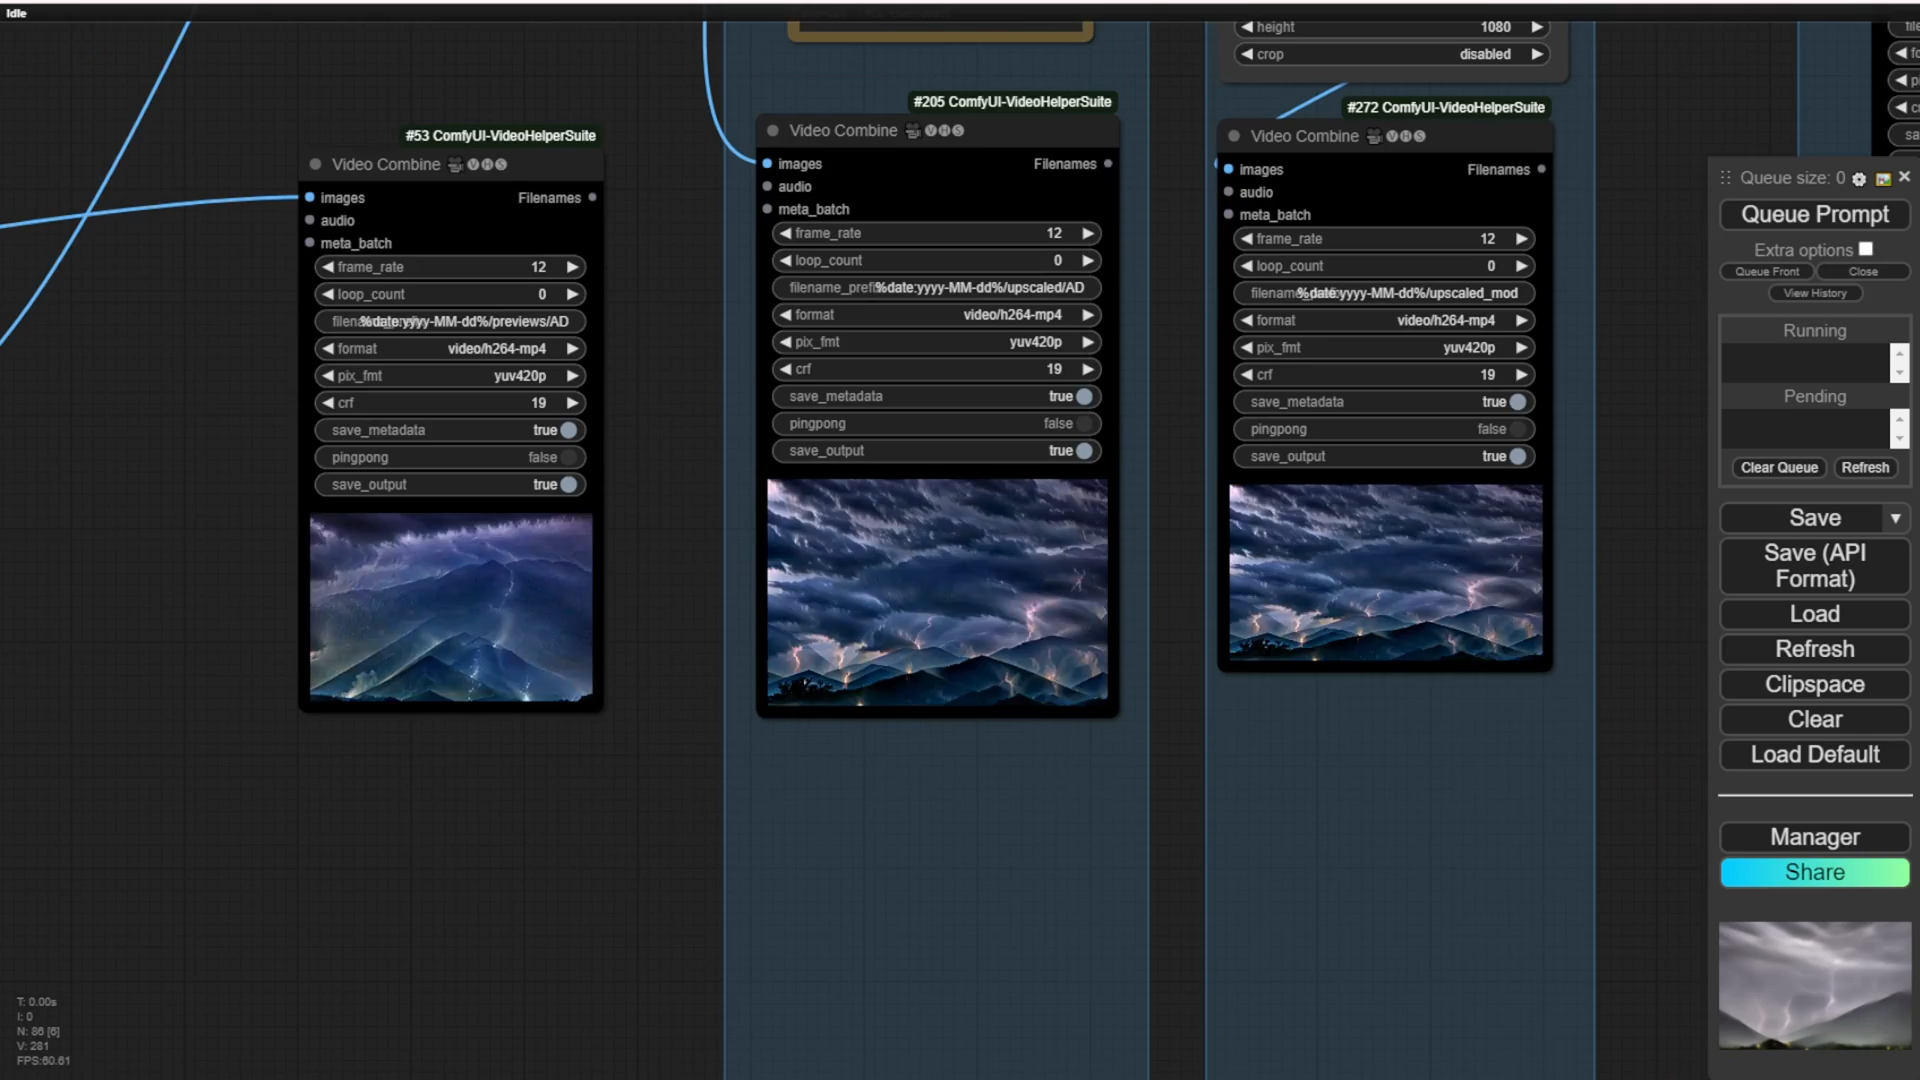 Idle
height 1080
crop disabled
#53 ComfyUI-VideoHelperSuite
Video Combine VHS
images Filenames
audio
meta_batch
frame_rate 12
loop_count 0
%date:yyyy-MM-dd%/previews/AD
format video/h264-mp4
pix_fmt yuv420p
crf 19
save_metadata true
pingpong false
save_output true
#205 ComfyUI-VideoHelperSuite
Video Combine VHS
images Filenames
audio
meta_batch
frame_rate 12
loop_count 0
filename_prefi %date:yyyy-MM-dd%/upscaled/AD
format video/h264-mp4
pix_fmt yuv420p
crf 19
save_metadata true
pingpong false
save_output true
#272 ComfyUI-VideoHelperSuite
Video Combine VHS
images Filenames
audio
meta_batch
frame_rate 12
loop_count 0
%date:yyyy-MM-dd%/upscaled_mod
format video/h264-mp4
pix_fmt yuv420p
crf 19
save_metadata true
pingpong false
save_output true
Queue size: 0
Queue Prompt
Extra options
Queue Front Close
View History
Running
Pending
Clear Queue Refresh
Save
Save (API
Format)
Load
Refresh
Clipspace
Clear
Load Default
Manager
Share
T: 0.00s
I: 0
N: 86 [6]
V: 281
FPS:60.61